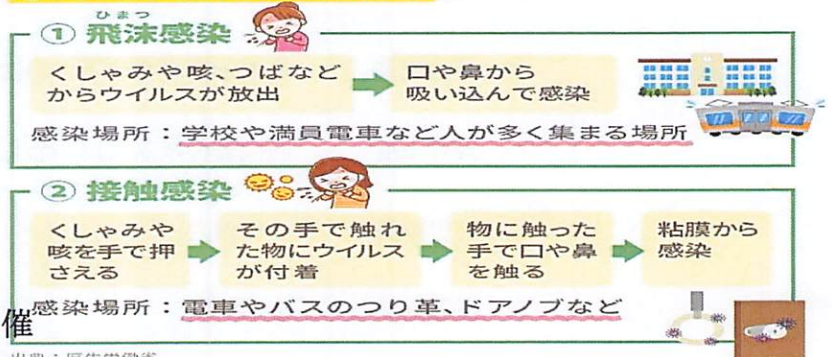 ひまつ
① 飛沫感染
くしゃみや咳、つばなど
からウイルスが放出
口や鼻から
吸い込んで感染
感染場所：学校や満員電車など人が多く集まる場所
② 接触感染
くしゃみや
咳を手で押
さえる
その手で触れ
た物にウイルス
が付着
物に触った
手で口や鼻
を触る
粘膜から
感染
感染場所：電車やバスのつり革、ドアノブなど
催